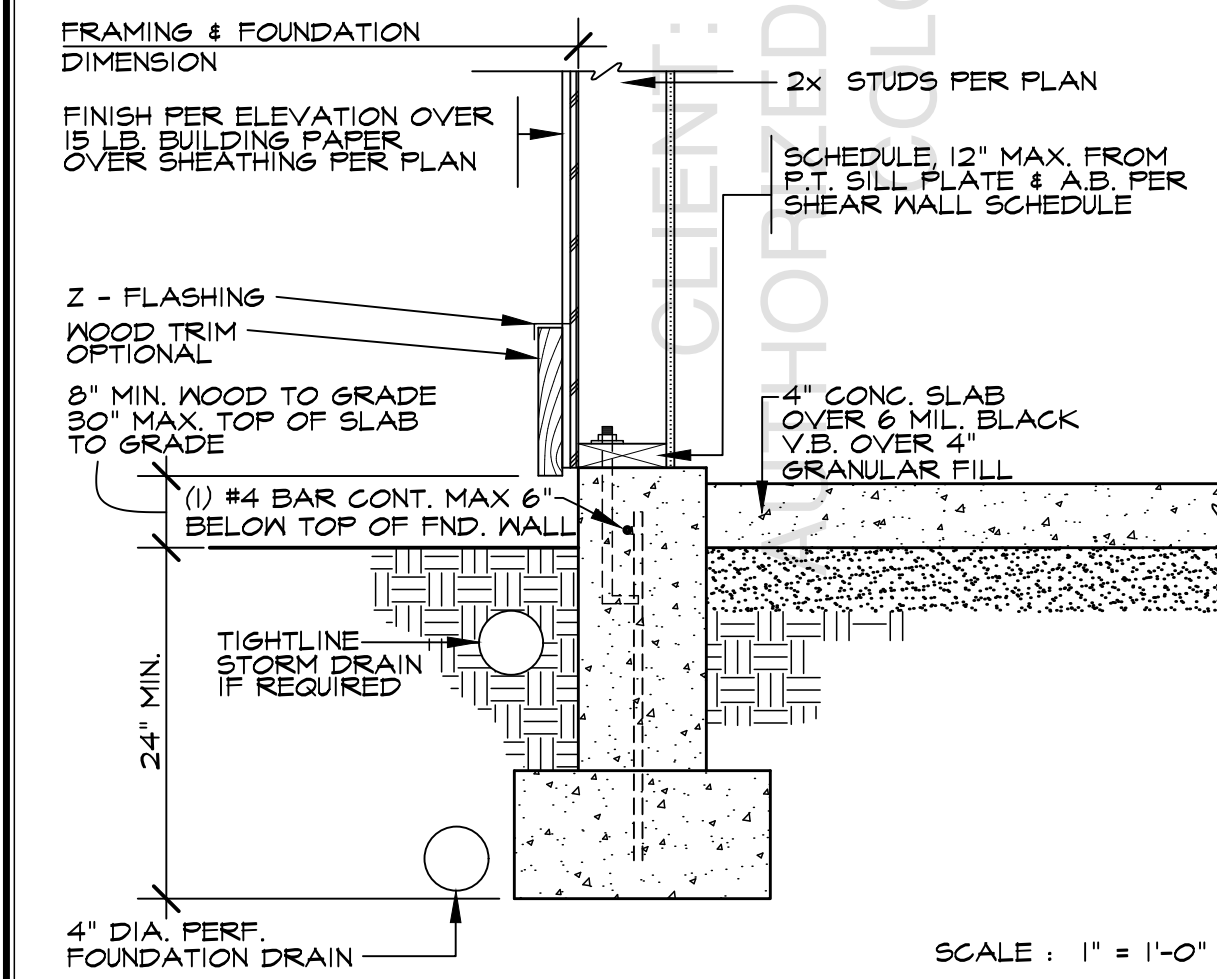 FRAMING & FOUNDATION
DIMENSION
2x STUDS PER PLAN
FINISH PER ELEVATION OVER
15 LB. BUILDING PAPER
OVER SHEATHING PER PLAN
SCHEDULE, 12" MAX. FROM
P.T. SILL PLATE & A.B. PER
SHEAR WALL SCHEDULE
Z - FLASHING
WOOD TRIM
OPTIONAL
8" MIN. WOOD TO GRADE
30" MAX. TOP OF SLAB
TO GRADE
4" CONC. SLAB
OVER 6 MIL. BLACK
V.B. OVER 4"
GRANULAR FILL
(1) #4 BAR CONT. MAX 6"
BELOW TOP OF FND. WALL
TIGHTLINE
STORM DRAIN
IF REQUIRED
24" MIN.
4" DIA. PERF.
FOUNDATION DRAIN
SCALE : 1" = 1'-0"
CLIENT :
AUTHORIZED